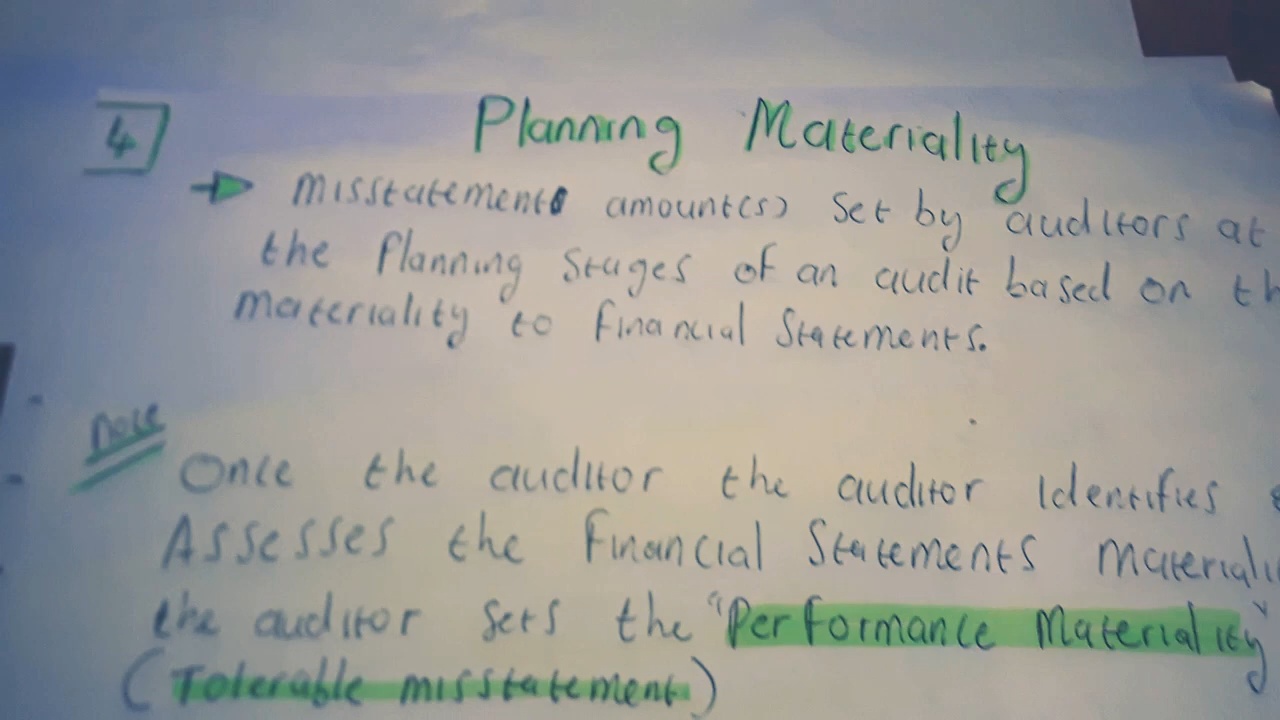 4
Planning Materiality
misstatement amount(s) set by auditors at
the Planning Stages of an audit based on th
materiality to Financial Statements.
Note
Once the auditor the auditor Identifies &
Assesses the Financial Statements Materiali
the auditor sets the "Performance Materiality"
(Tolerable misstatement)